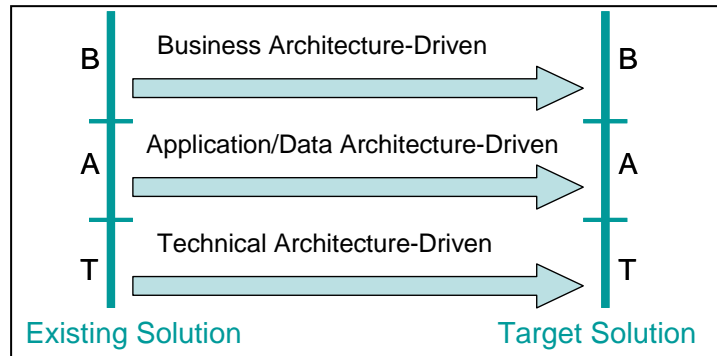 B Business Architecture-Driven B
A Application/Data Architecture-Driven A
T Technical Architecture-Driven T
Existing Solution Target Solution